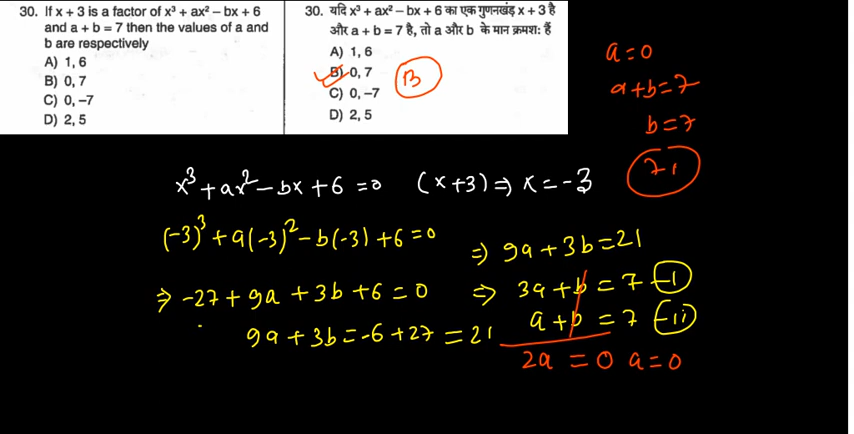 30. If x + 3 is a factor of x³ + ax² – bx + 6
and a + b = 7 then the values of a and
b are respectively
A) 1, 6
B) 0, 7
C) 0, –7
D) 2, 5
30. यदि x³ + ax² – bx + 6 का एक गुणनखंड़ x + 3 है
और a + b = 7 है, तो a और b के मान क्रमशः हैं
A) 1, 6
B) 0, 7
C) 0, –7
D) 2, 5
B
a=0
a+b=7
b=7
x³+ax²-bx+6=0 (x+3)⇒ x=-3
(-3)³+a(-3)²-b(-3)+6=0
⇒ -27+9a+3b+6=0
9a+3b=-6+27=21
⇒ 9a+3b=21
⇒ 3a+b=7 -i
a+b=7 -ii
2a=0 a=0